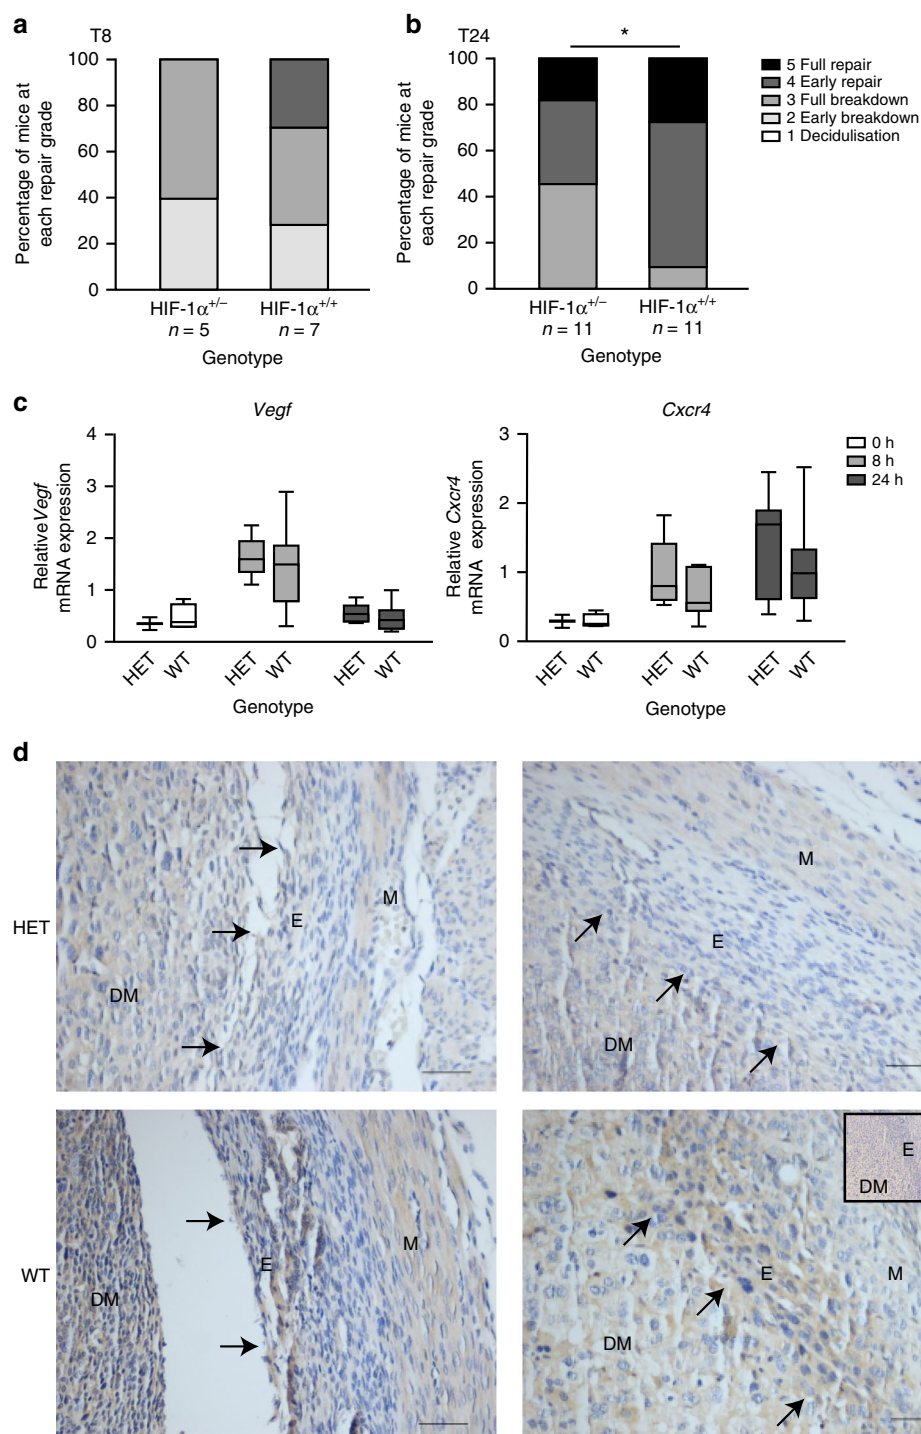 a
T8
Percentage of mice at
each repair grade
100
80
60
40
20
0
HIF-1α+/–
n = 5
HIF-1α+/+
n = 7
Genotype
b
T24
*
Percentage of mice at
each repair grade
100
80
60
40
20
0
HIF-1α+/–
n = 11
HIF-1α+/+
n = 11
Genotype
5 Full repair
4 Early repair
3 Full breakdown
2 Early breakdown
1 Decidulisation
c
Vegf
Relative Vegf
mRNA expression
4
3
2
1
0
HET
WT
HET
WT
HET
WT
Genotype
Cxcr4
Relative Cxcr4
mRNA expression
3
2
1
0
HET
WT
HET
WT
HET
WT
Genotype
0 h
8 h
24 h
d
HET
DM
E
M
DM
E
M
WT
DM
E
M
DM
E
M
E
DM